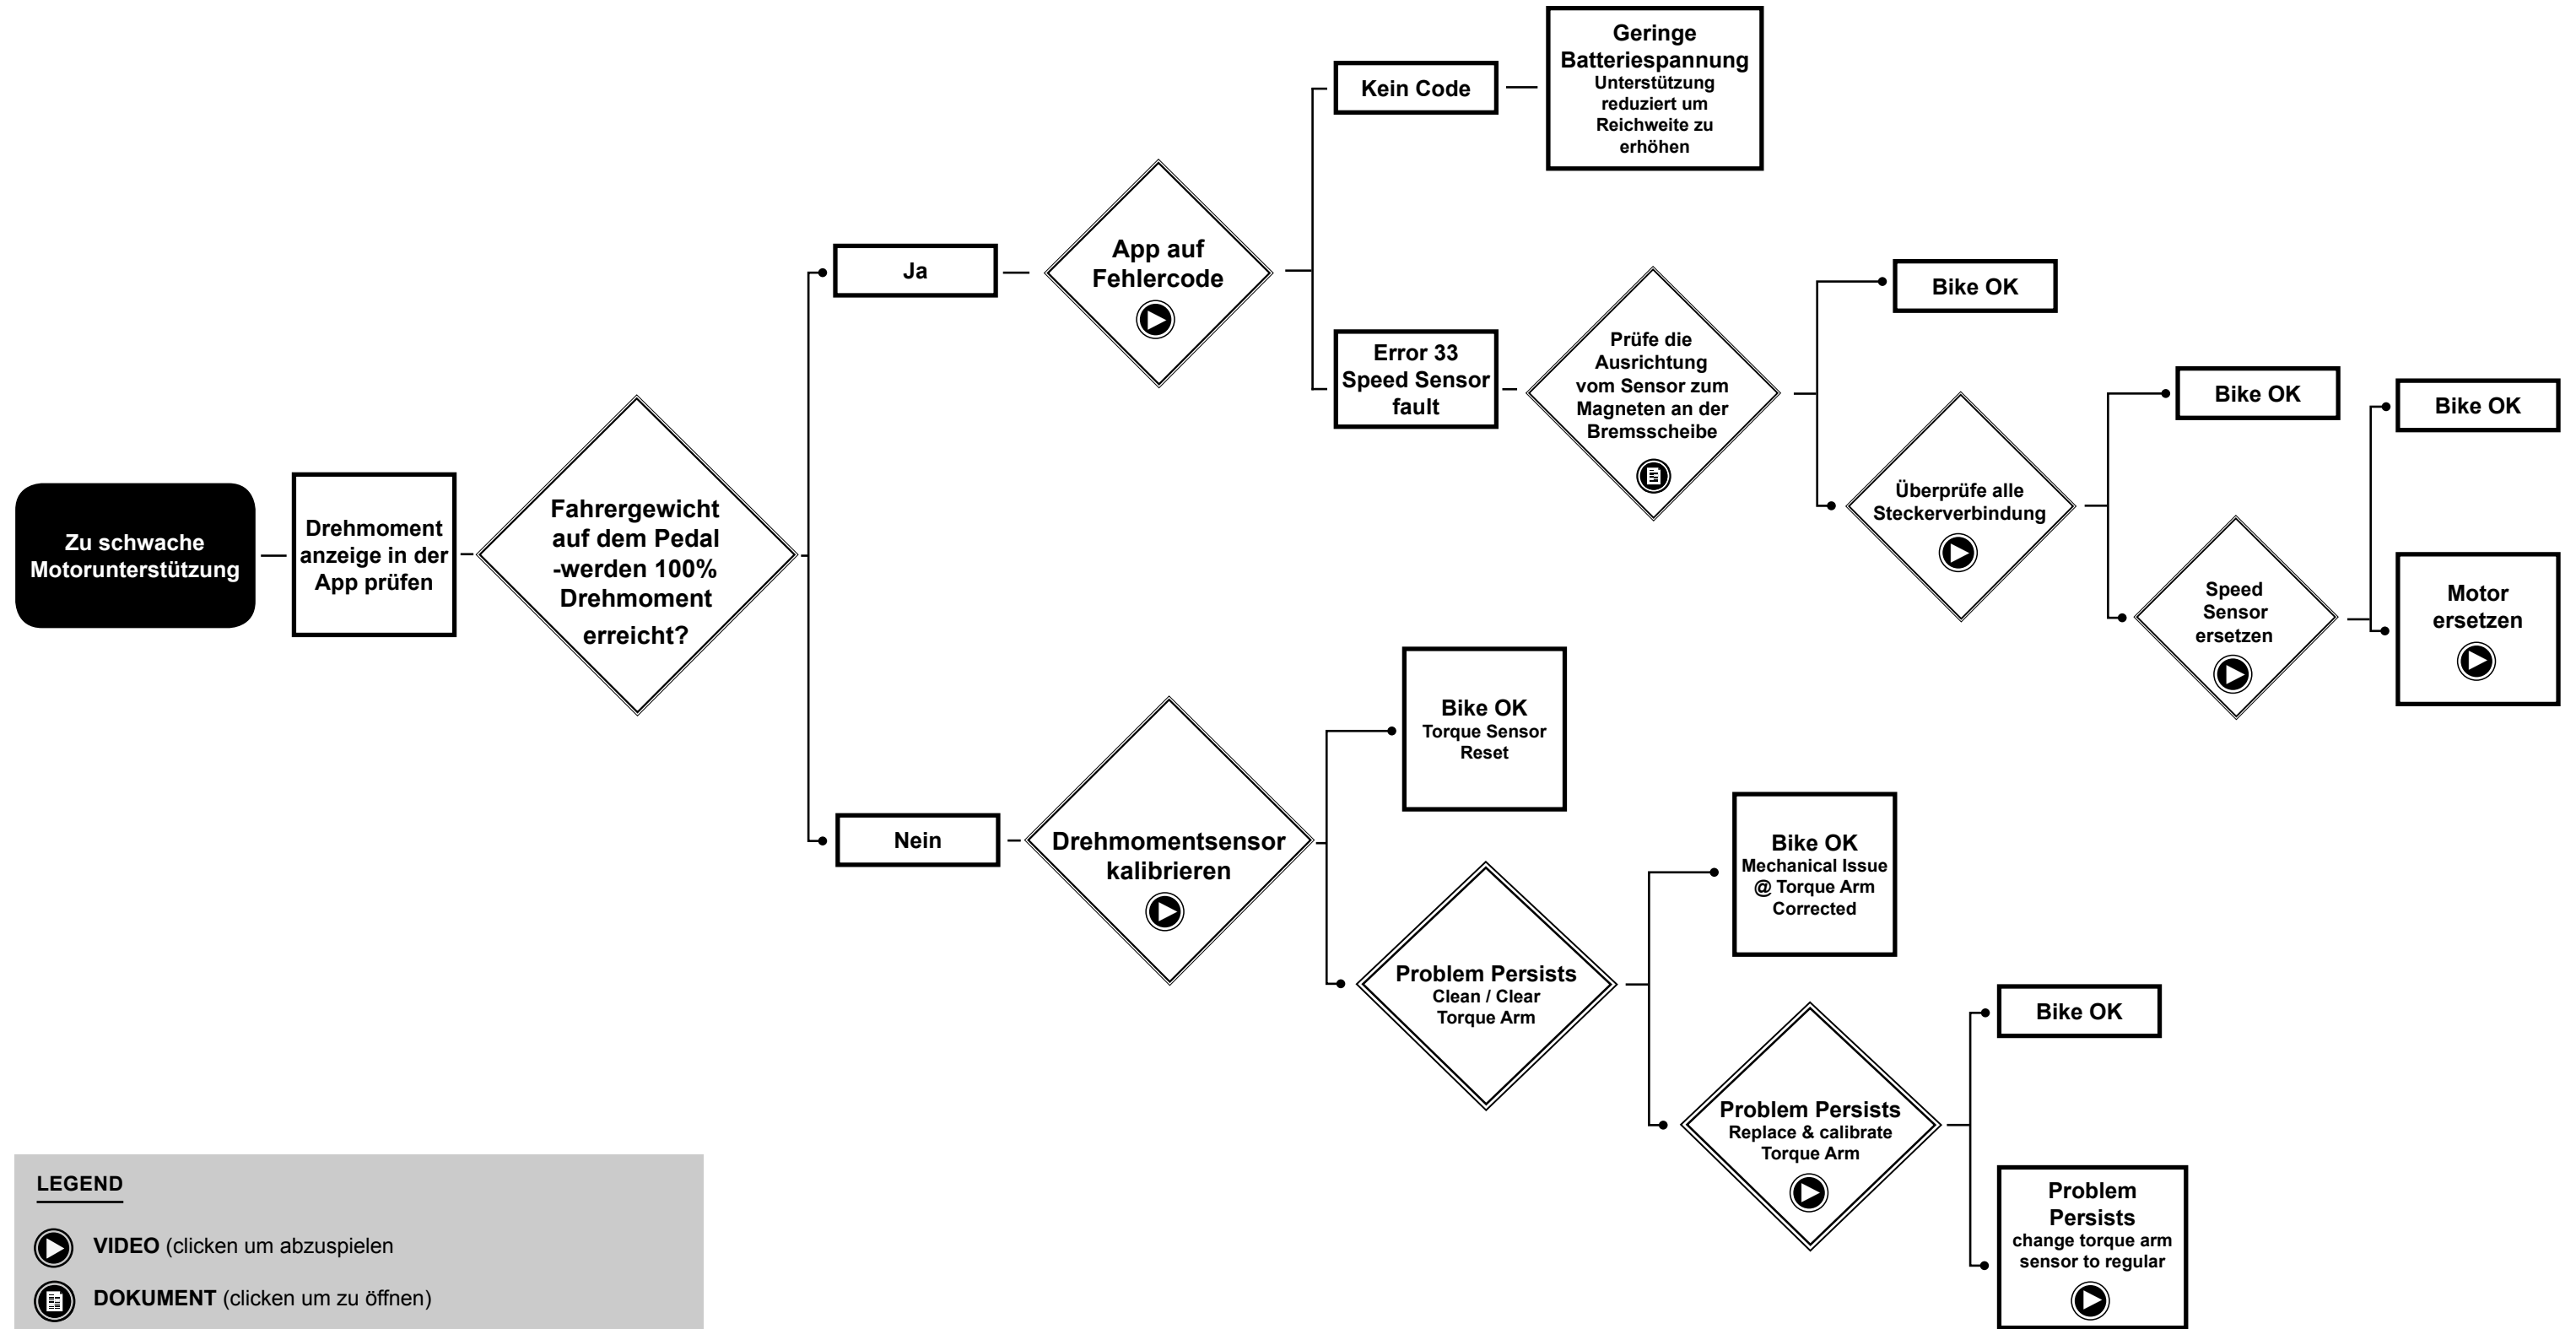 Zu schwache
Motorunterstützung
Drehmoment
anzeige in der
App prüfen
Fahrergewicht
auf dem Pedal
-werden 100%
Drehmoment
erreicht?
Ja
App auf
Fehlercode
Kein Code
Geringe
Batteriespannung
Unterstützung
reduziert um
Reichweite zu
erhöhen
Error 33
Speed Sensor
fault
Prüfe die
Ausrichtung
vom Sensor zum
Magneten an der
Bremsscheibe
Bike OK
Überprüfe alle
Steckerverbindung
Bike OK
Speed
Sensor
ersetzen
Bike OK
Motor
ersetzen
Nein
Drehmomentsensor
kalibrieren
Bike OK
Torque Sensor
Reset
Problem Persists
Clean / Clear
Torque Arm
Bike OK
Mechanical Issue
@ Torque Arm
Corrected
Problem Persists
Replace & calibrate
Torque Arm
Bike OK
Problem
Persists
change torque arm
sensor to regular
LEGEND
VIDEO (clicken um abzuspielen
DOKUMENT (clicken um zu öffnen)